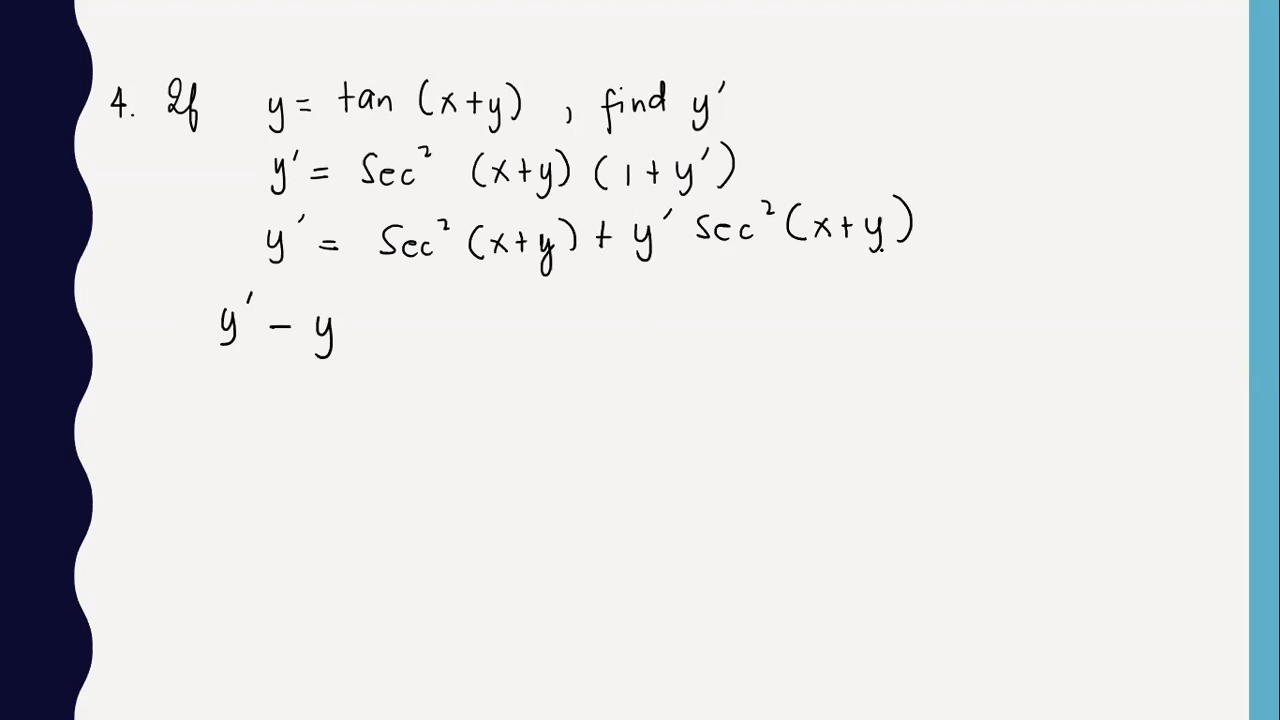 4. If y = tan (x+y) , find y'
y' = sec² (x+y) (1 + y')
y' = sec² (x+y) + y' sec² (x+y)
y' - y